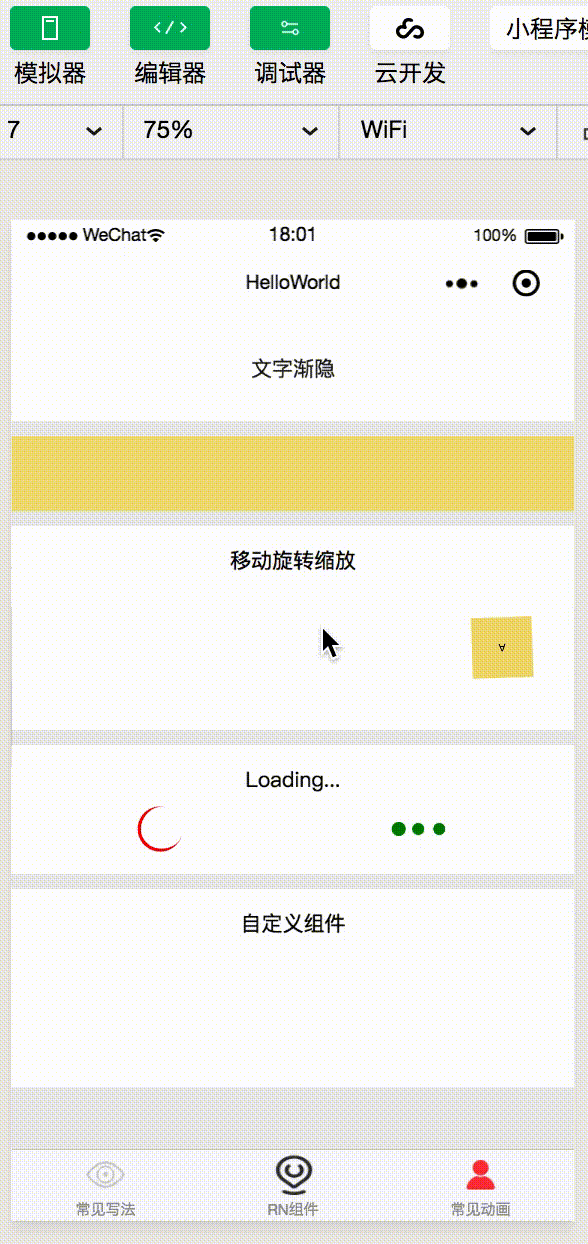 模拟器 编辑器 调试器 云开发 小程序模
7 75% WiFi
WeChat 18:01 100%
HelloWorld
文字渐隐
移动旋转缩放
A
Loading...
自定义组件
常见写法 RN组件 常见动画